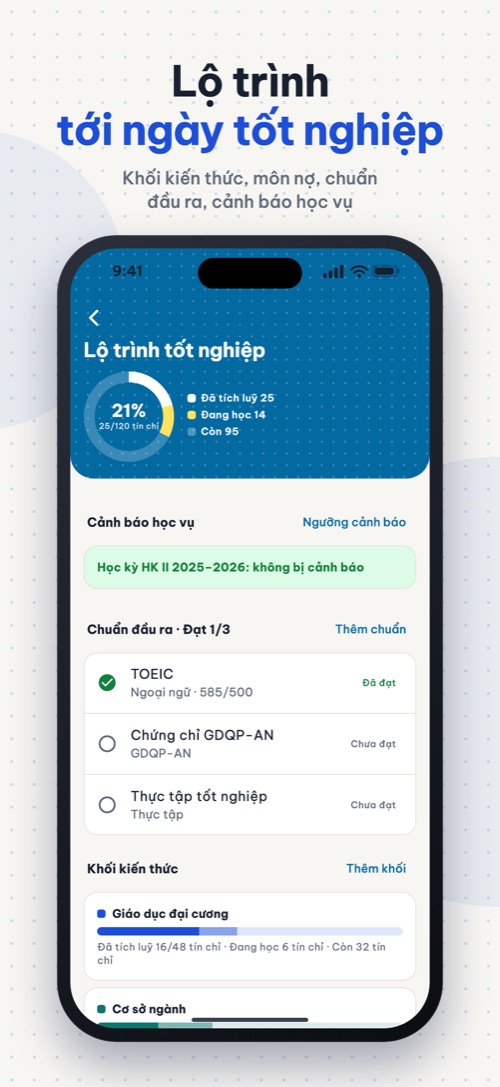 Lộ trình
tới ngày tốt nghiệp
Khối kiến thức, môn nợ, chuẩn
đầu ra, cảnh báo học vụ
9:41
Lộ trình tốt nghiệp
21%
25/120 tín chỉ
Đã tích luỹ 25
Đang học 14
Còn 95
Cảnh báo học vụ
Ngưỡng cảnh báo
Học kỳ HK II 2025-2026: không bị cảnh báo
Chuẩn đầu ra · Đạt 1/3
Thêm chuẩn
TOEIC
Ngoại ngữ · 585/500
Đã đạt
Chứng chỉ GDQP-AN
GDQP-AN
Chưa đạt
Thực tập tốt nghiệp
Thực tập
Chưa đạt
Khối kiến thức
Thêm khối
Giáo dục đại cương
Đã tích luỹ 16/48 tín chỉ · Đang học 6 tín chỉ · Còn 32 tín
chỉ
Cơ sở ngành